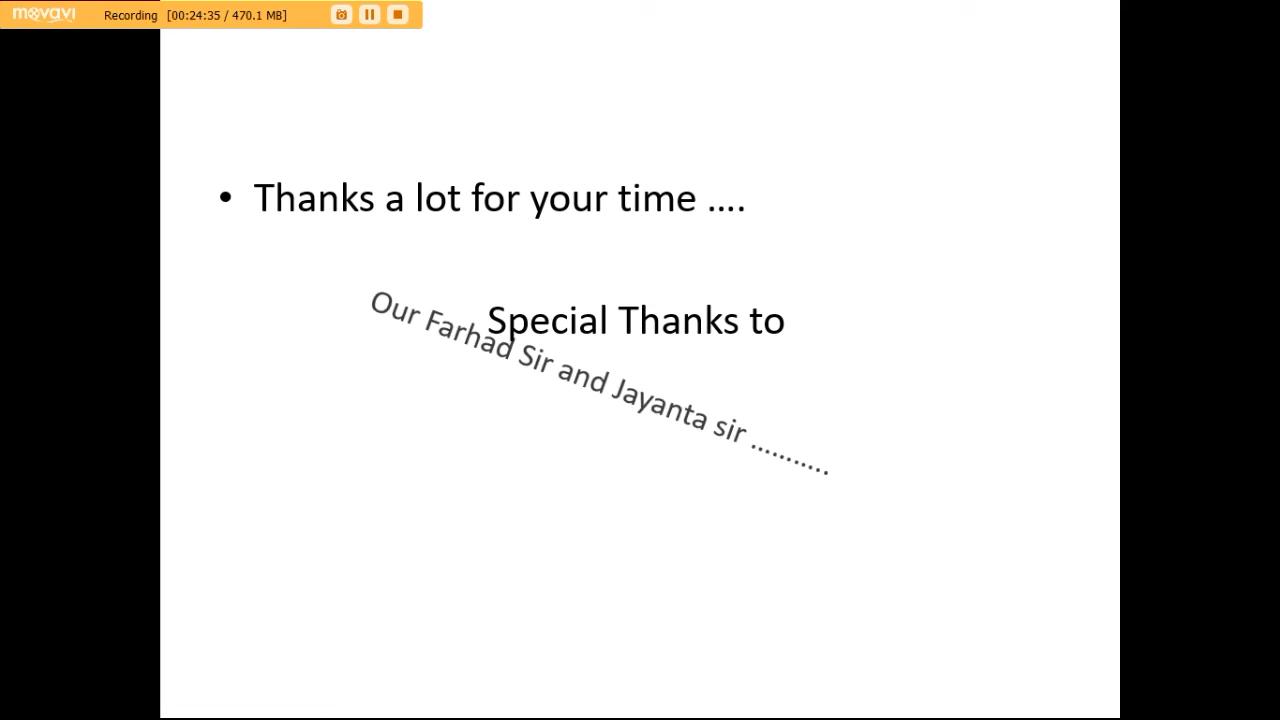 movavi Recording [00:24:35 / 470.1 MB]
• Thanks a lot for your time ....
Special Thanks to
Our Farhad Sir and Jayanta sir ...........